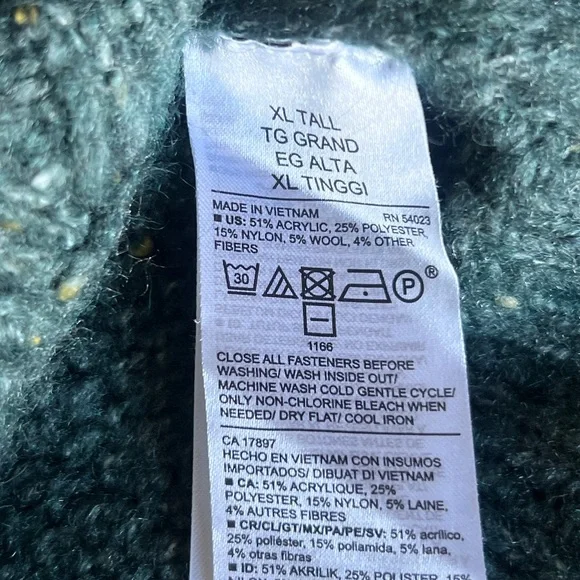 XL TALL
TG GRAND
EG ALTA
XL TINGGI
MADE IN VIETNAM RN 54023
■ US: 51% ACRYLIC, 25% POLYESTER,
15% NYLON, 5% WOOL, 4% OTHER
FIBERS
30 P ®
1166
CLOSE ALL FASTENERS BEFORE
WASHING/ WASH INSIDE OUT/
MACHINE WASH COLD GENTLE CYCLE/
ONLY NON-CHLORINE BLEACH WHEN
NEEDED/ DRY FLAT/ COOL IRON
CA 17897
HECHO EN VIETNAM CON INSUMOS
IMPORTADOS/ DIBUAT DI VIETNAM
■ CA: 51% ACRYLIQUE, 25%
POLYESTER, 15% NYLON, 5% LAINE,
4% AUTRES FIBRES
■ CR/CL/GT/MX/PA/PE/SV: 51% acrílico,
25% poliéster, 15% poliamida, 5% lana,
4% otras fibras
■ ID: 51% AKRILIK, 25% POLIESTER, 15%